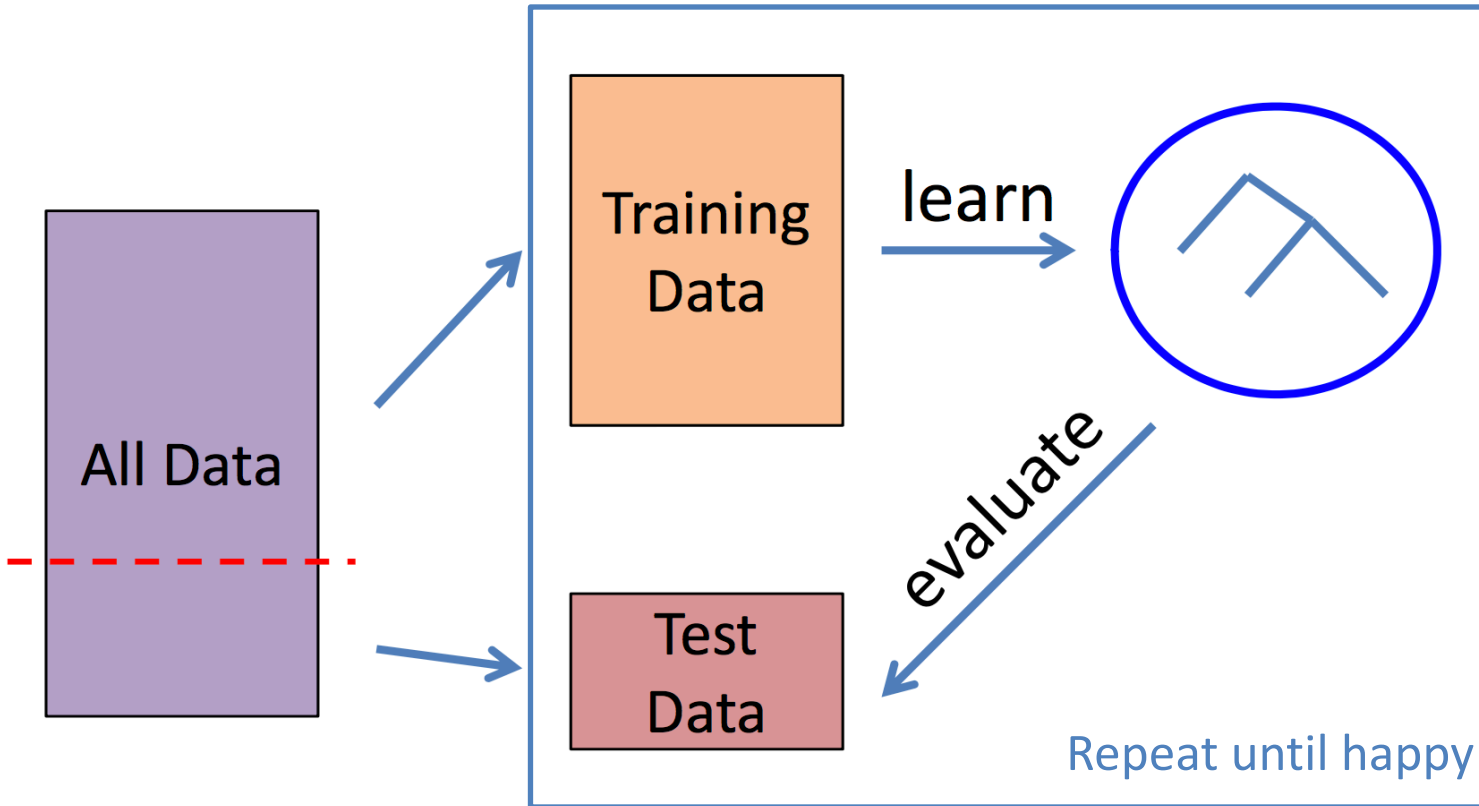 All Data
Training
Data
learn
evaluate
Test
Data
Repeat until happy